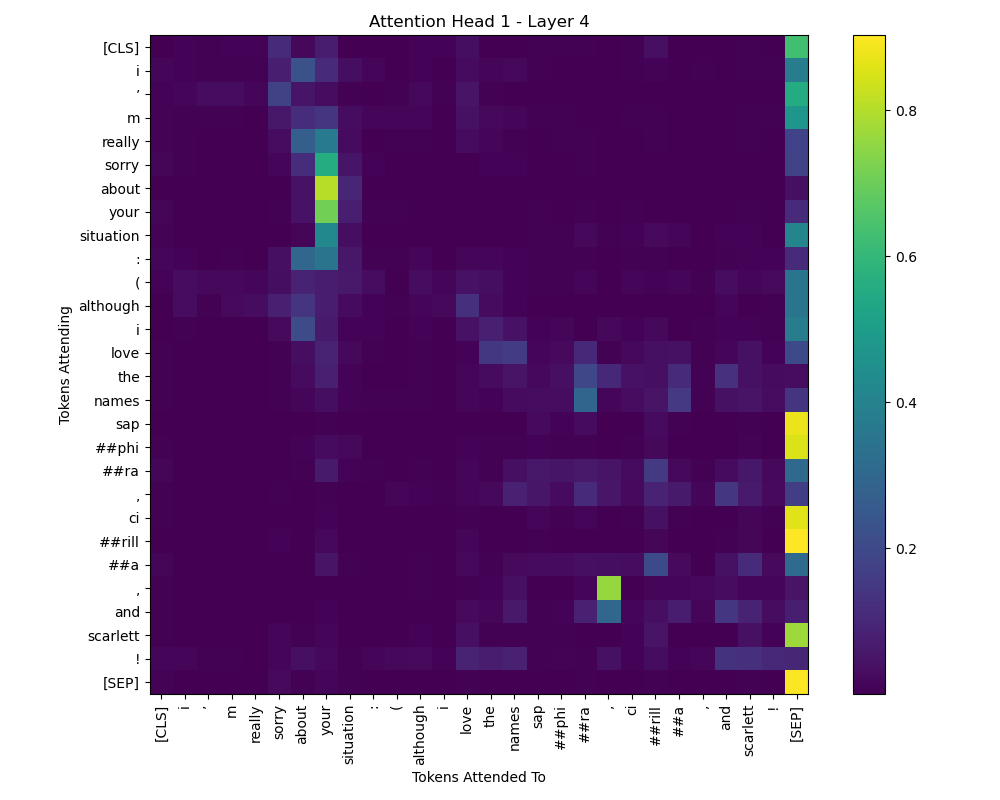 Attention Head 1 - Layer 4
Tokens Attending
[CLS]
i
’
m
really
sorry
about
your
situation
:
(
although
i
love
the
names
sap
##phi
##ra
,
ci
##rill
##a
,
and
scarlett
!
[SEP]
[CLS]
i
’
m
really
sorry
about
your
situation
:
(
although
i
love
the
names
sap
##phi
##ra
,
ci
##rill
##a
,
and
scarlett
!
[SEP]
Tokens Attended To
0.8
0.6
0.4
0.2